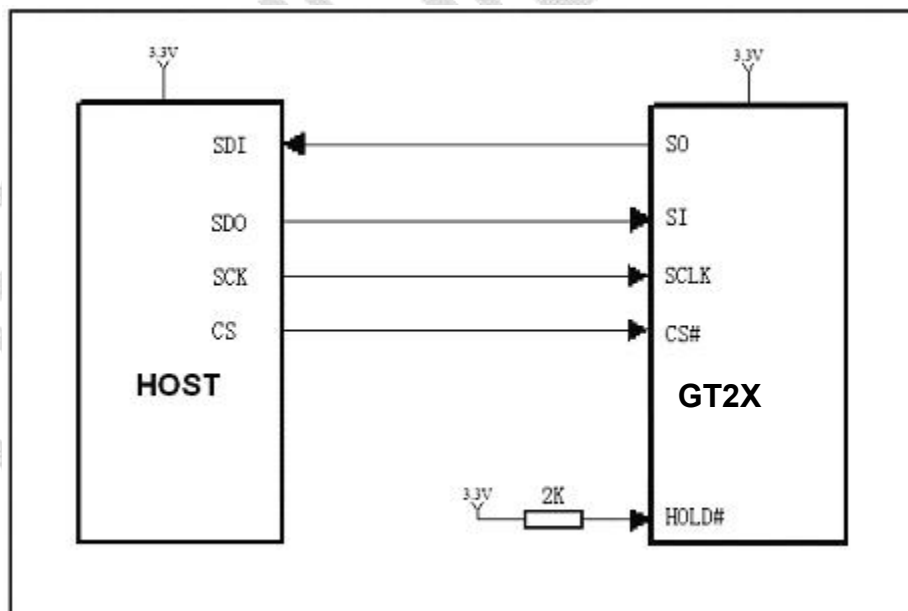 3.3V
3.3V
SDI
SO
SDO
SI
SCK
SCLK
CS
CS#
HOST
GT2X
3.3V
2K
HOLD#